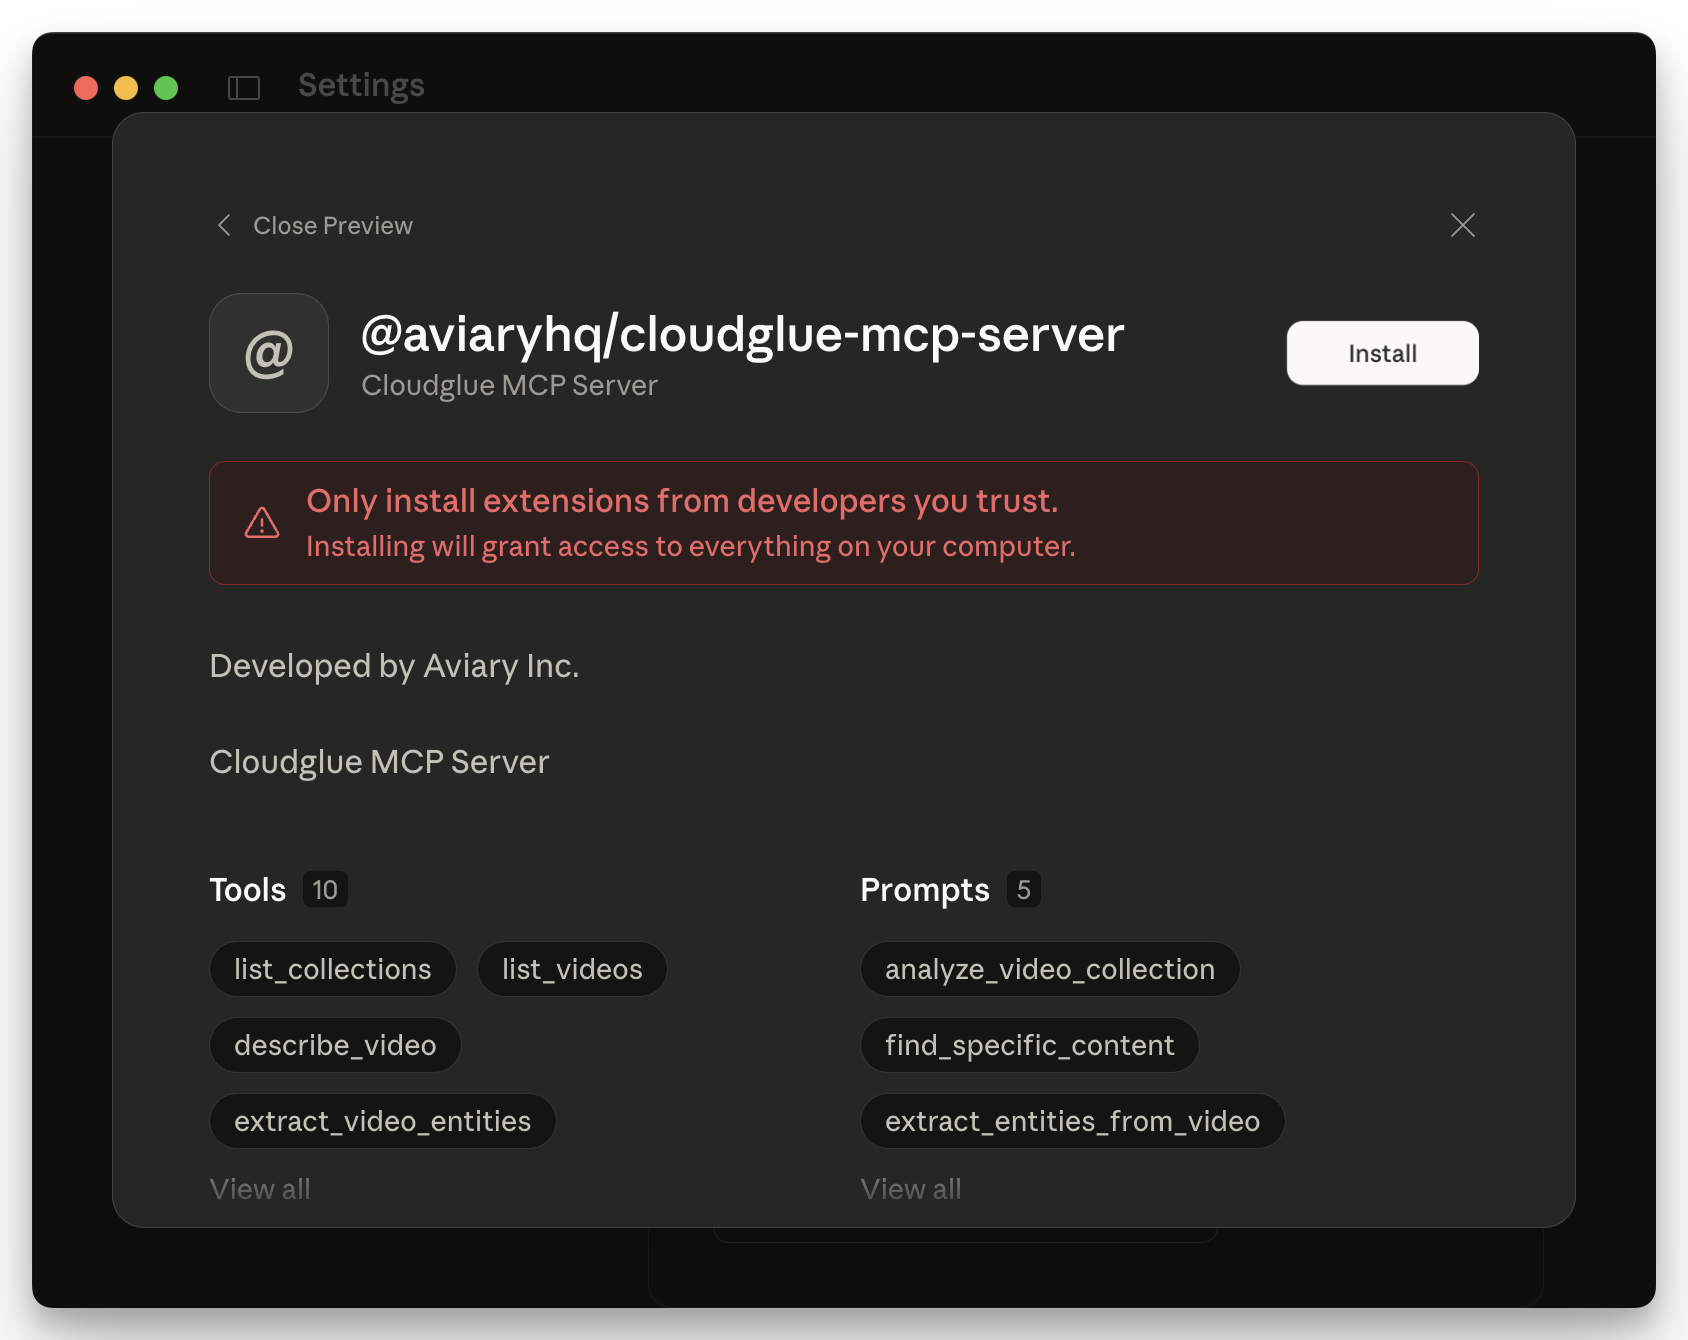 Settings
Close Preview
@
@aviaryhq/cloudglue-mcp-server
Cloudglue MCP Server
Install
Only install extensions from developers you trust.
Installing will grant access to everything on your computer.
Developed by Aviary Inc.
Cloudglue MCP Server
Tools 10
list_collections list_videos
describe_video
extract_video_entities
View all
Prompts 5
analyze_video_collection
find_specific_content
extract_entities_from_video
View all